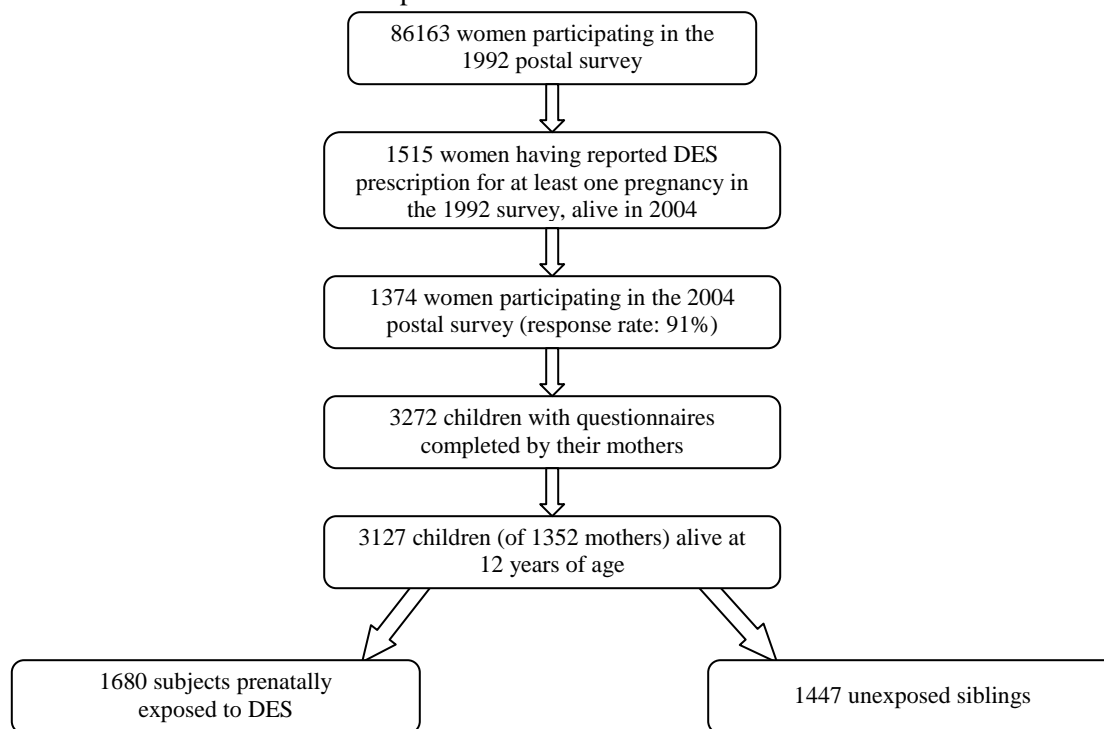 86163 women participating in the
1992 postal survey
1515 women having reported DES
prescription for at least one pregnancy in
the 1992 survey, alive in 2004
1374 women participating in the 2004
postal survey (response rate: 91%)
3272 children with questionnaires
completed by their mothers
3127 children (of 1352 mothers) alive at
12 years of age
1680 subjects prenatally
exposed to DES
1447 unexposed siblings